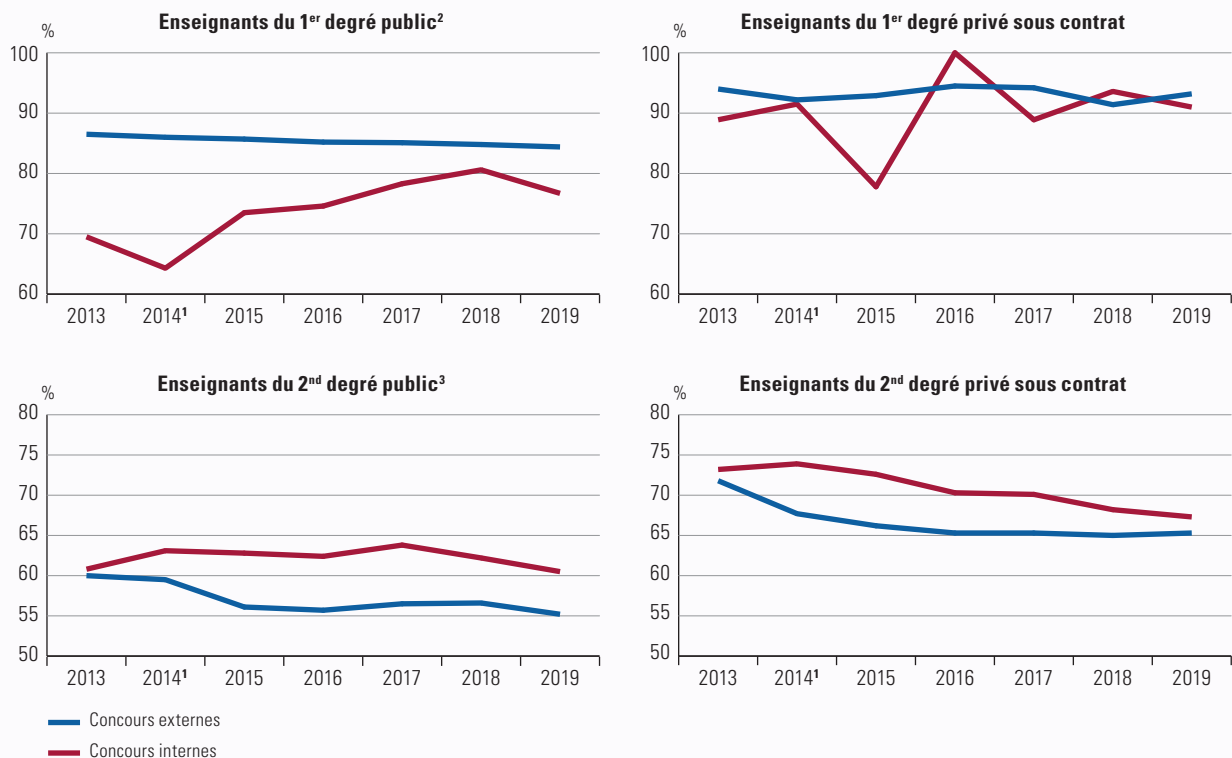 Enseignants du 1er degré public²
%
100
90
80
70
60
2013 2014¹ 2015 2016 2017 2018 2019
Enseignants du 1er degré privé sous contrat
%
100
90
80
70
60
2013 2014¹ 2015 2016 2017 2018 2019
Enseignants du 2nd degré public³
%
80
75
70
65
60
55
50
2013 2014¹ 2015 2016 2017 2018 2019
Enseignants du 2nd degré privé sous contrat
%
80
75
70
65
60
55
50
2013 2014¹ 2015 2016 2017 2018 2019
Concours externes
Concours internes